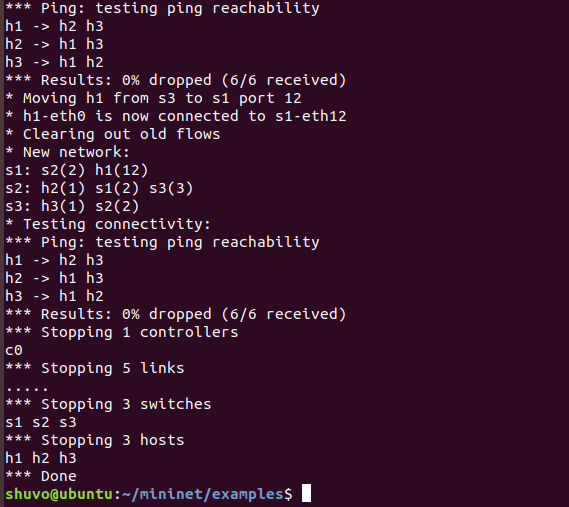 *** Ping: testing ping reachability
h1 -> h2 h3
h2 -> h1 h3
h3 -> h1 h2
*** Results: 0% dropped (6/6 received)
* Moving h1 from s3 to s1 port 12
* h1-eth0 is now connected to s1-eth12
* Clearing out old flows
* New network:
s1: s2(2) h1(12)
s2: h2(1) s1(2) s3(3)
s3: h3(1) s2(2)
* Testing connectivity:
*** Ping: testing ping reachability
h1 -> h2 h3
h2 -> h1 h3
h3 -> h1 h2
*** Results: 0% dropped (6/6 received)
*** Stopping 1 controllers
c0
*** Stopping 5 links
.....
*** Stopping 3 switches
s1 s2 s3
*** Stopping 3 hosts
h1 h2 h3
*** Done
shuvo@ubuntu:~/mininet/examples$